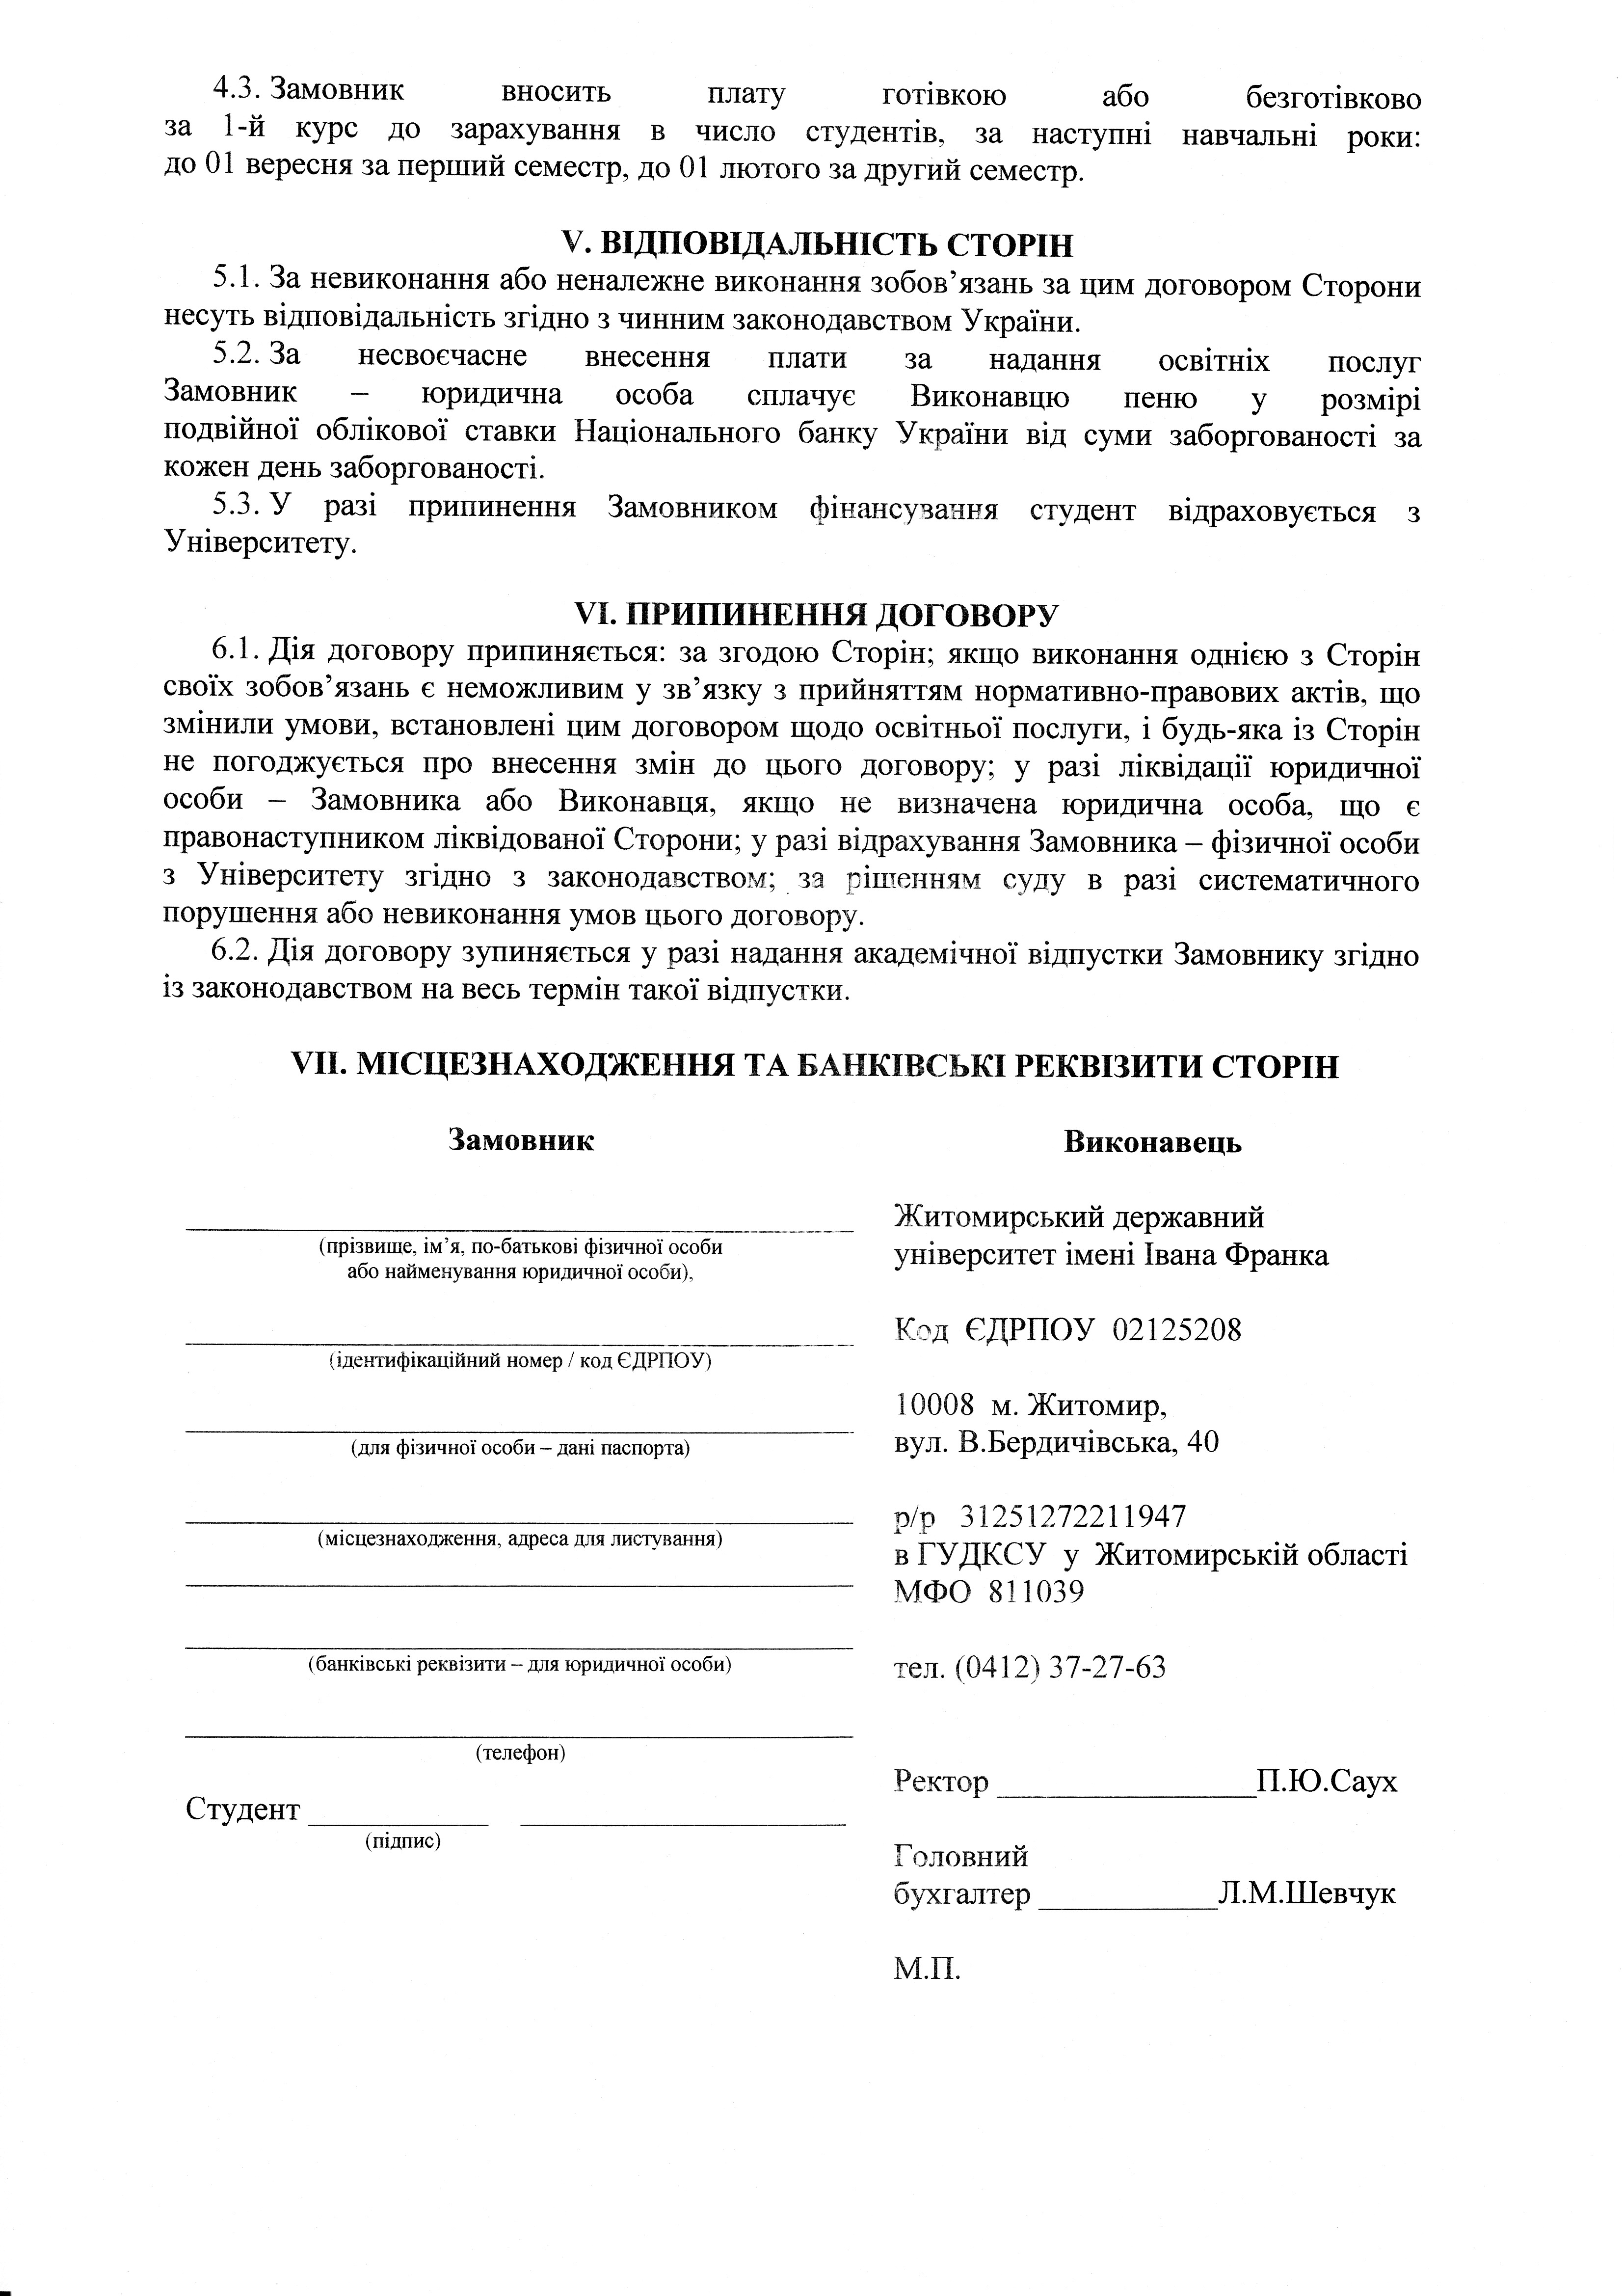 4.3. Замовник вносить плату готівкою або безготівково
за 1-й курс до зарахування в число студентів, за наступні навчальні роки:
до 01 вересня за перший семестр, до 01 лютого за другий семестр.
V. ВІДПОВІДАЛЬНІСТЬ СТОРІН
5.1. За невиконання або неналежне виконання зобов’язань за цим договором Сторони
несуть відповідальність згідно з чинним законодавством України.
5.2. За несвоєчасне внесення плати за надання освітніх послуг
Замовник – юридична особа сплачує Виконавцю пеню у розмірі
подвійної облікової ставки Національного банку України від суми заборгованості за
кожен день заборгованості.
5.3. У разі припинення Замовником фінансування студент відраховується з
Університету.
VI. ПРИПИНЕННЯ ДОГОВОРУ
6.1. Дія договору припиняється: за згодою Сторін; якщо виконання однією з Сторін
своїх зобов’язань є неможливим у зв’язку з прийняттям нормативно-правових актів, що
змінили умови, встановлені цим договором щодо освітньої послуги, і будь-яка із Сторін
не погоджується про внесення змін до цього договору; у разі ліквідації юридичної
особи – Замовника або Виконавця, якщо не визначена юридична особа, що є
правонаступником ліквідованої Сторони; у разі відрахування Замовника – фізичної особи
з Університету згідно з законодавством; за рішенням суду в разі систематичного
порушення або невиконання умов цього договору.
6.2. Дія договору зупиняється у разі надання академічної відпустки Замовнику згідно
із законодавством на весь термін такої відпустки.
VII. МІСЦЕЗНАХОДЖЕННЯ ТА БАНКІВСЬКІ РЕКВІЗИТИ СТОРІН
Замовник
(прізвище, ім’я, по-батькові фізичної особи
або найменування юридичної особи),
(ідентифікаційний номер / код ЄДРПОУ)
(для фізичної особи – дані паспорта)
(місцезнаходження, адреса для листування)
(банківські реквізити – для юридичної особи)
(телефон)
Студент ___________ ____________________
(підпис)
Виконавець
Житомирський державний
університет імені Івана Франка
Код ЄДРПОУ 02125208
10008 м. Житомир,
вул. В.Бердичівська, 40
р/р 31251272211947
в ГУДКСУ у Житомирській області
МФО 811039
тел. (0412) 37-27-63
Ректор ________________П.Ю.Саух
Головний
бухгалтер ___________Л.М.Шевчук
М.П.